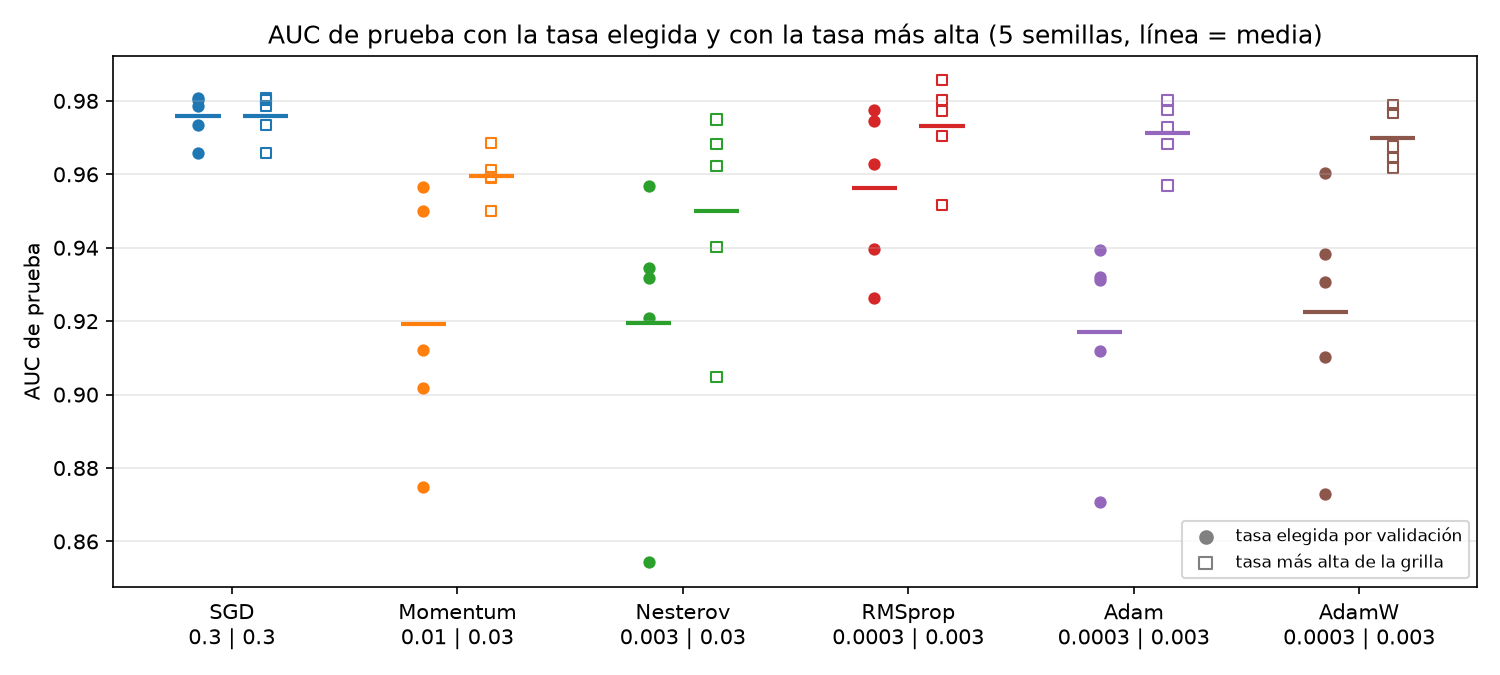 AUC de prueba con la tasa elegida y con la tasa más alta (5 semillas, línea = media)
AUC de prueba
0.98
0.96
0.94
0.92
0.90
0.88
0.86
tasa elegida por validación
tasa más alta de la grilla
SGD
0.3 | 0.3
Momentum
0.01 | 0.03
Nesterov
0.003 | 0.03
RMSprop
0.0003 | 0.003
Adam
0.0003 | 0.003
AdamW
0.0003 | 0.003